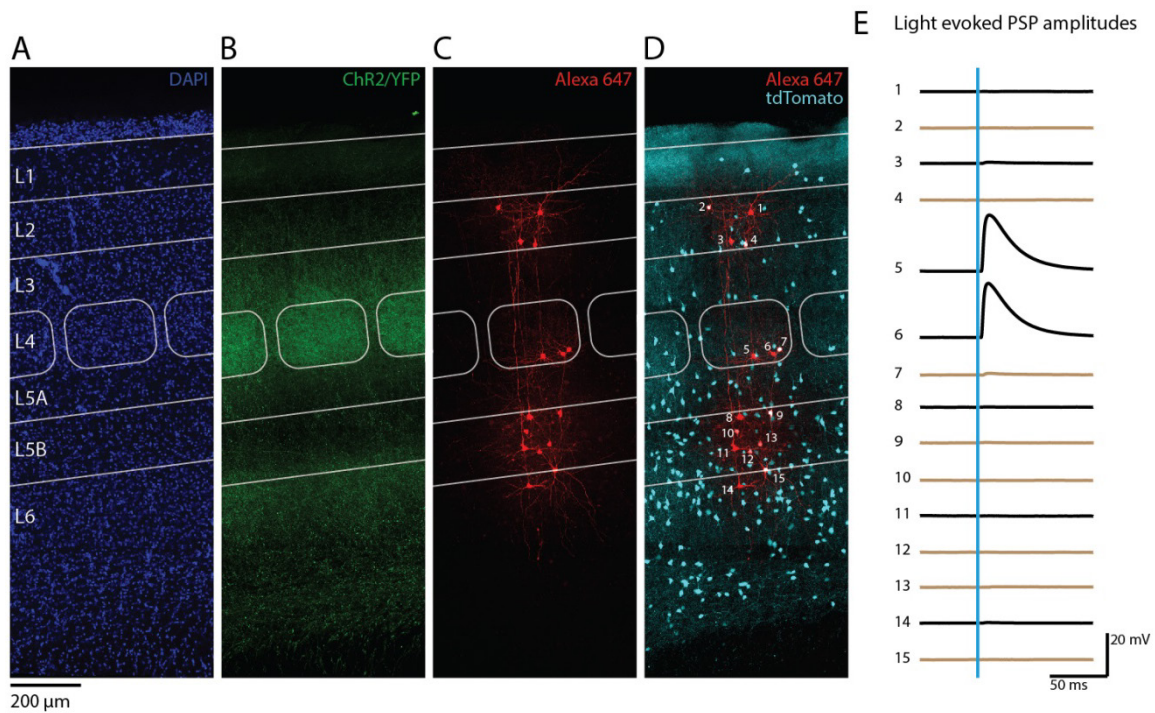 A
B
C
D
E
Light evoked PSP amplitudes
DAPI
ChR2/YFP
Alexa 647
Alexa 647
tdTomato
L1
L2
L3
L4
L5A
L5B
L6
2
1
3
4
5
6
7
8
9
10
13
11
12
15
14
200 µm
1
2
3
4
5
6
7
8
9
10
11
12
13
14
15
20 mV
50 ms